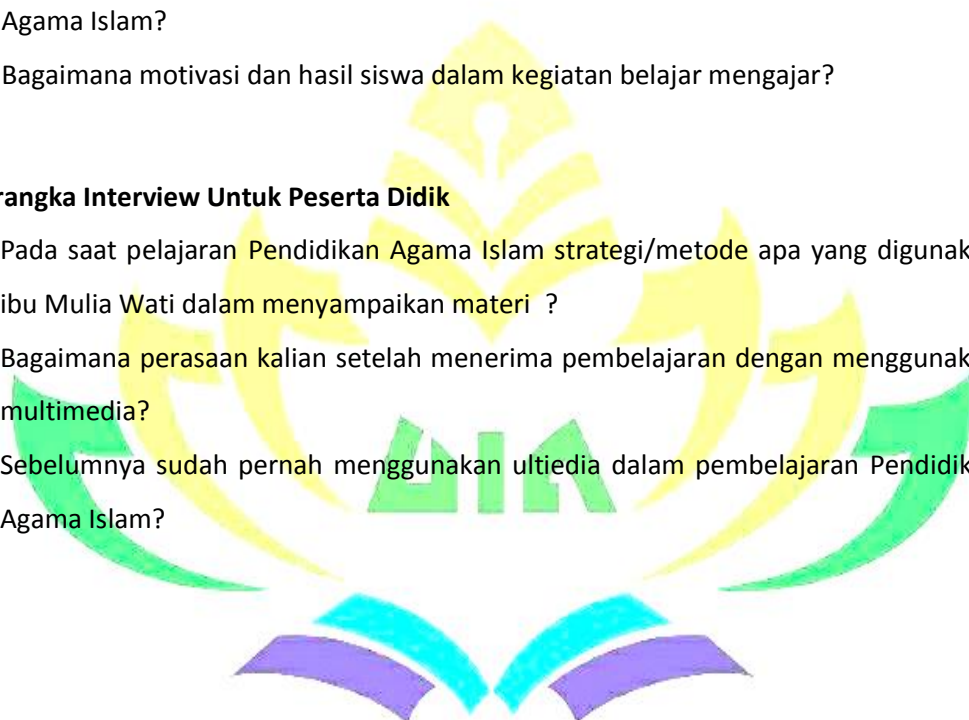 Agama Islam?
Bagaimana motivasi dan hasil siswa dalam kegiatan belajar mengajar?
rangka Interview Untuk Peserta Didik
Pada saat pelajaran Pendidikan Agama Islam strategi/metode apa yang digunak
ibu Mulia Wati dalam menyampaikan materi ?
Bagaimana perasaan kalian setelah menerima pembelajaran dengan menggunak
multimedia?
Sebelumnya sudah pernah menggunakan ultiedia dalam pembelajaran Pendidik
Agama Islam?